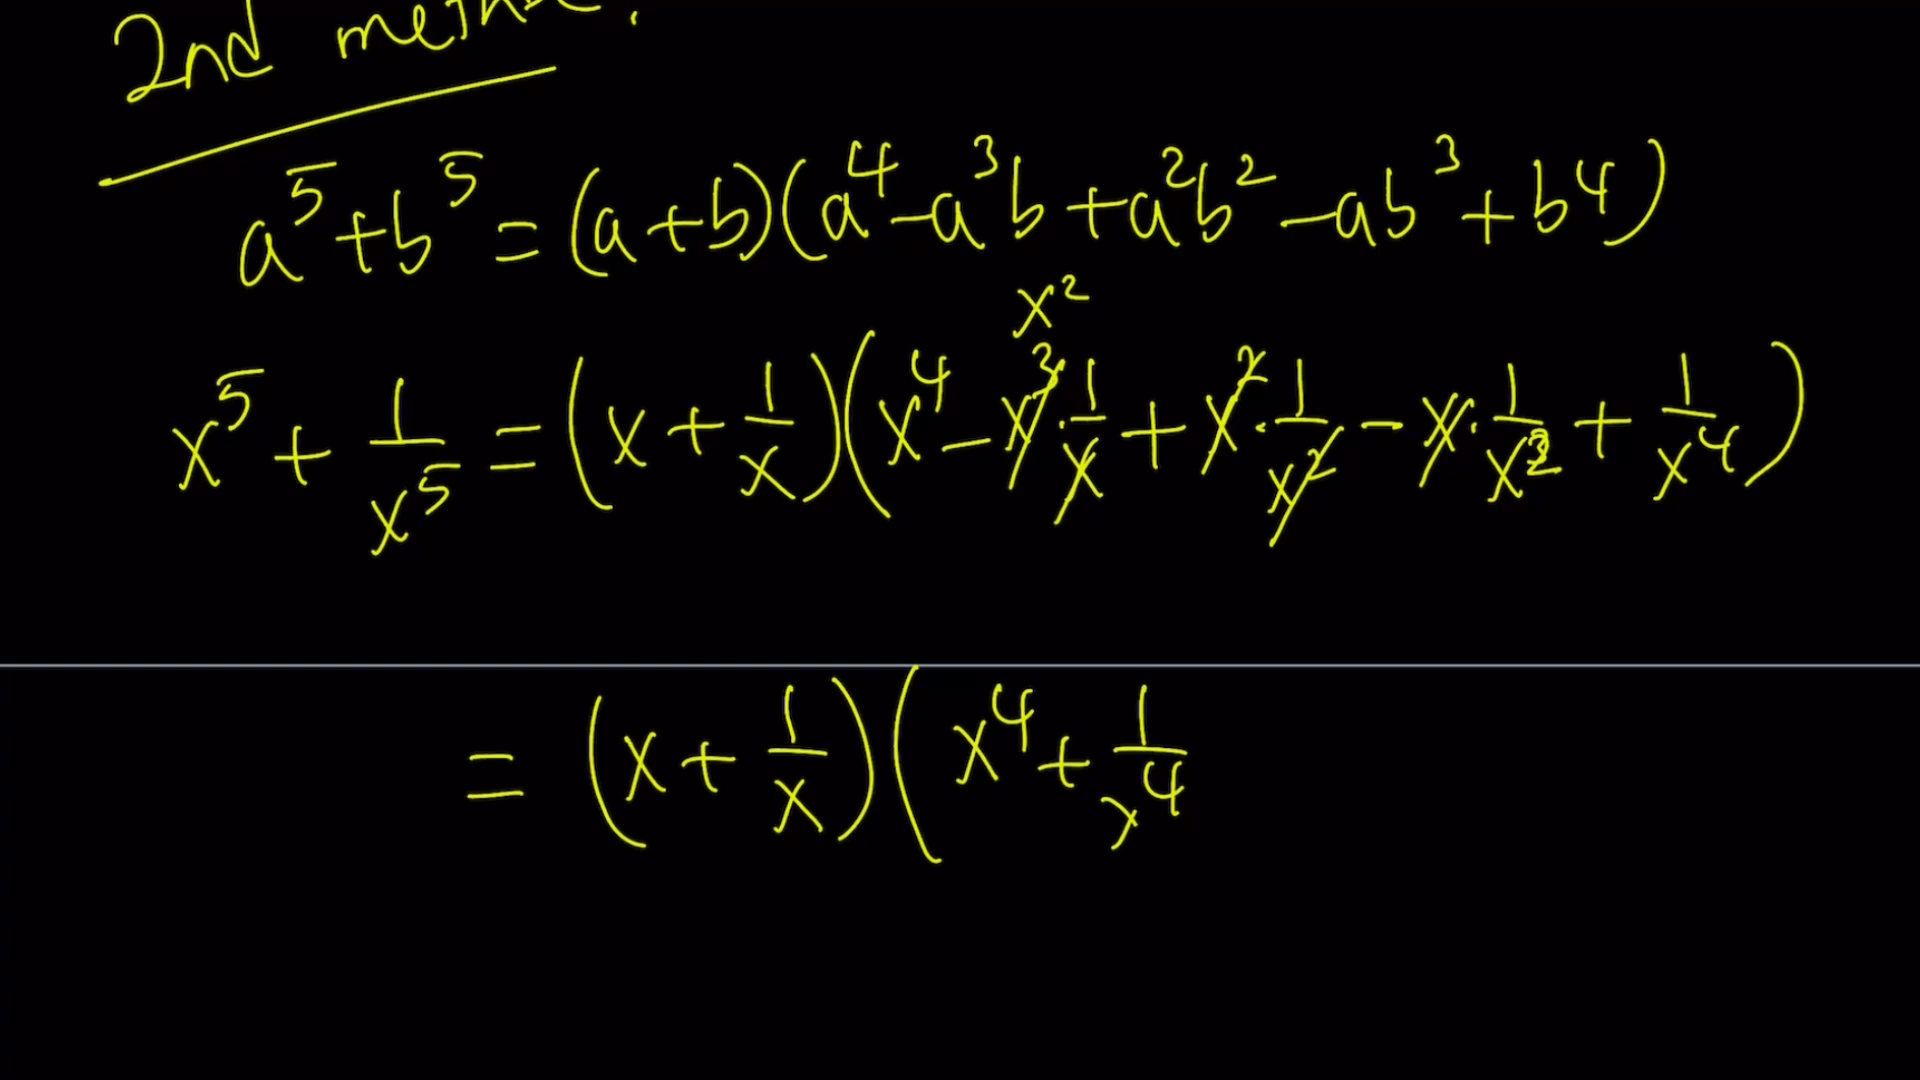 2nd method:
a⁵+b⁵ = (a+b)(a⁴-a³b+a²b²-ab³+b⁴)
x²
x⁵ + 1/x⁵ = (x + 1/x)(x⁴ - x³·1/x + x²·1/x² - x·1/x³ + 1/x⁴)
= (x + 1/x)(x⁴ + 1/x⁴